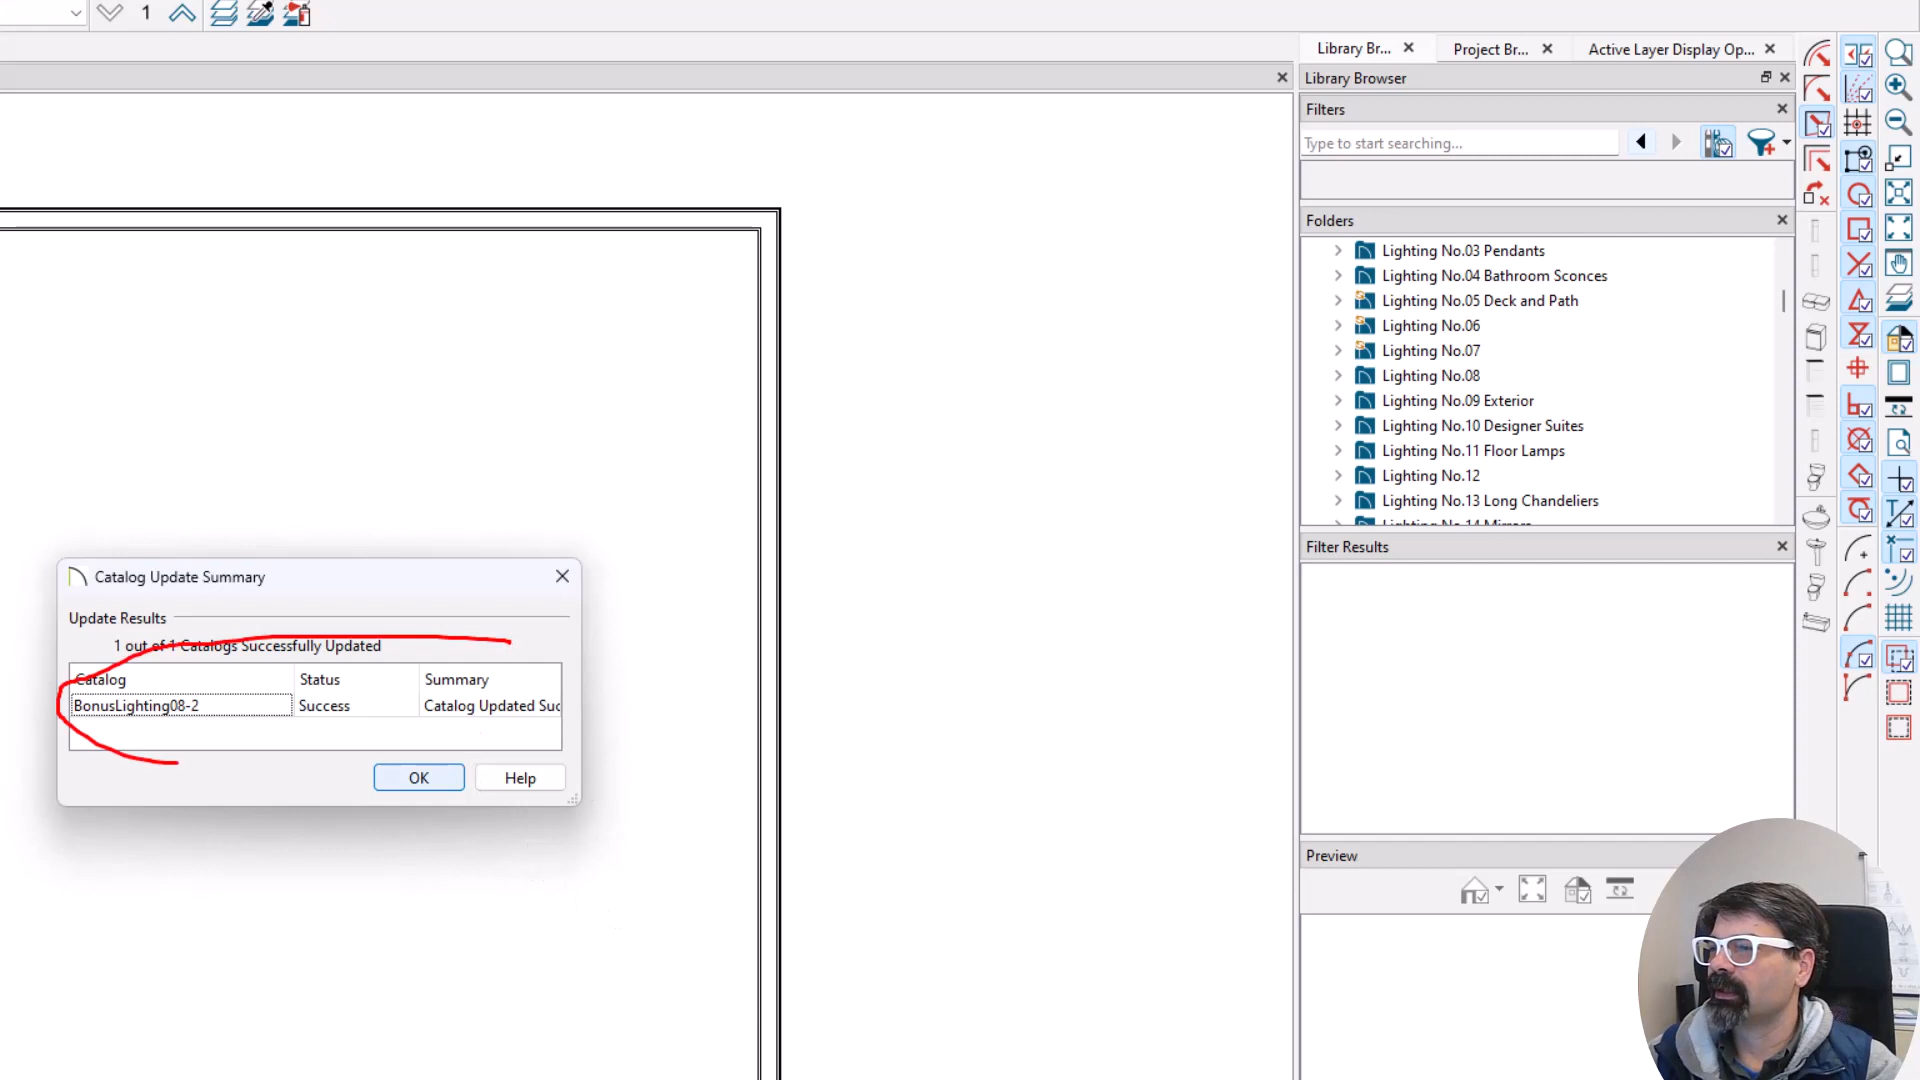 1
Library Br...
Project Br...
Active Layer Display Op...
Library Browser
Filters
Type to start searching...
Folders
Lighting No.03 Pendants
Lighting No.04 Bathroom Sconces
Lighting No.05 Deck and Path
Lighting No.06
Lighting No.07
Lighting No.08
Lighting No.09 Exterior
Lighting No.10 Designer Suites
Lighting No.11 Floor Lamps
Lighting No.12
Lighting No.13 Long Chandeliers
Lighting No.14 Mirrors
Filter Results
Preview
Catalog Update Summary
Update Results
1 out of 1 Catalogs Successfully Updated
Catalog Status Summary
BonusLighting08-2 Success Catalog Updated Suc
OK Help